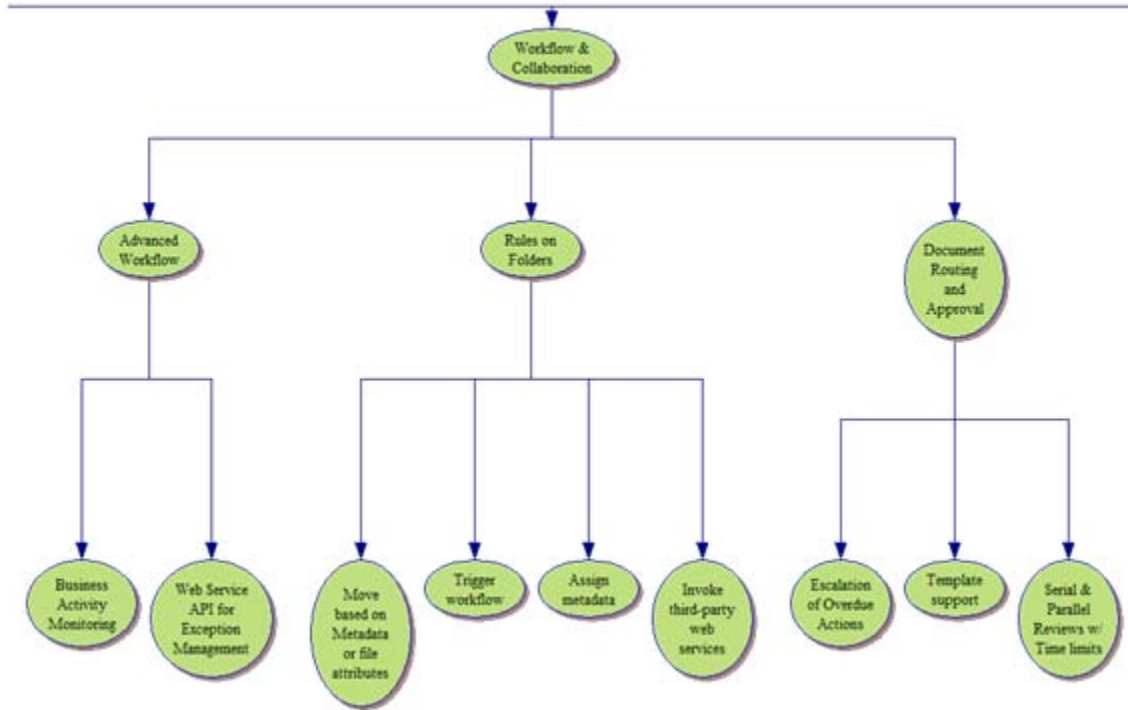 Workflow &
Collaboration
Advanced
Workflow
Rules on
Folders
Document
Routing
and
Approval
Business
Activity
Monitoring
Web Service
API for
Exception
Management
Move
based on
Metadata
or file
attributes
Trigger
workflow
Assign
metadata
Invoke
third-party
web
services
Escalation
of Overdue
Actions
Template
support
Serial &
Parallel
Reviews w/
Time limits